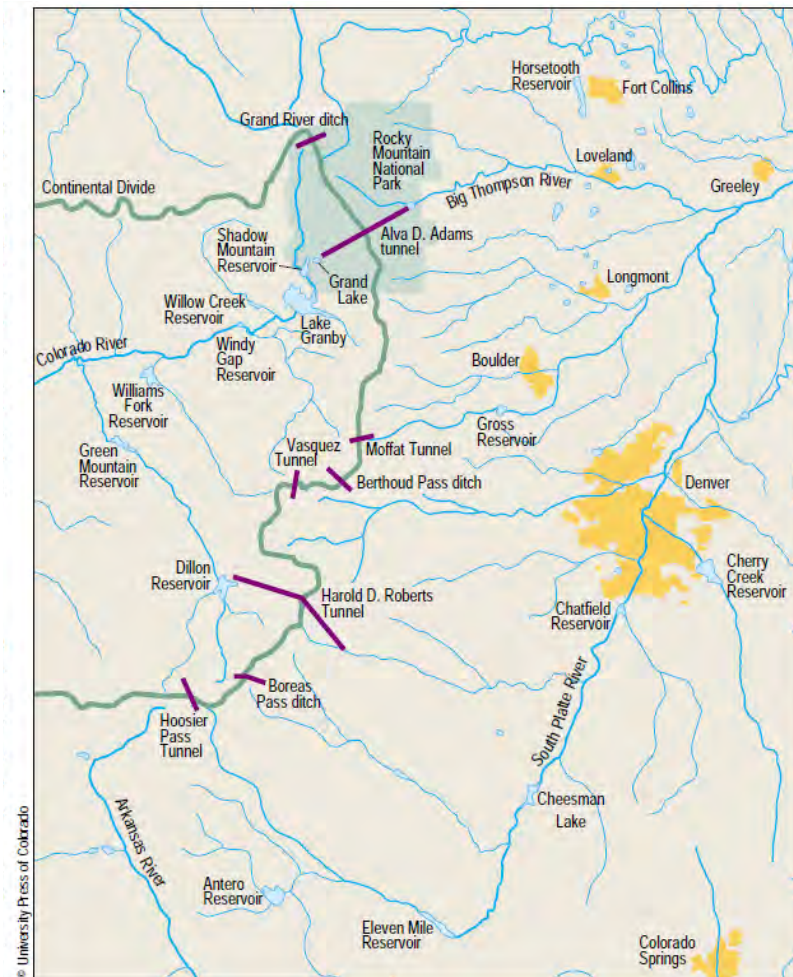 Horsetooth
Reservoir
Fort Collins
Grand River ditch
Rocky
Mountain
National
Park
Loveland
Continental Divide
Big Thompson River
Greeley
Alva D. Adams
tunnel
Shadow
Mountain
Reservoir
Grand
Lake
Longmont
Willow Creek
Reservoir
Lake
Granby
Colorado River
Windy
Gap
Reservoir
Boulder
Williams
Fork
Reservoir
Gross
Reservoir
Green
Mountain
Reservoir
Vasquez
Tunnel
Moffat Tunnel
Berthoud Pass ditch
Denver
Dillon
Reservoir
Harold D. Roberts
Tunnel
Cherry
Creek
Reservoir
Chatfield
Reservoir
Boreas
Pass ditch
Hoosier
Pass
Tunnel
South Platte River
Cheesman
Lake
Arkansas River
Antero
Reservoir
Eleven Mile
Reservoir
Colorado
Springs
© University Press of Colorado